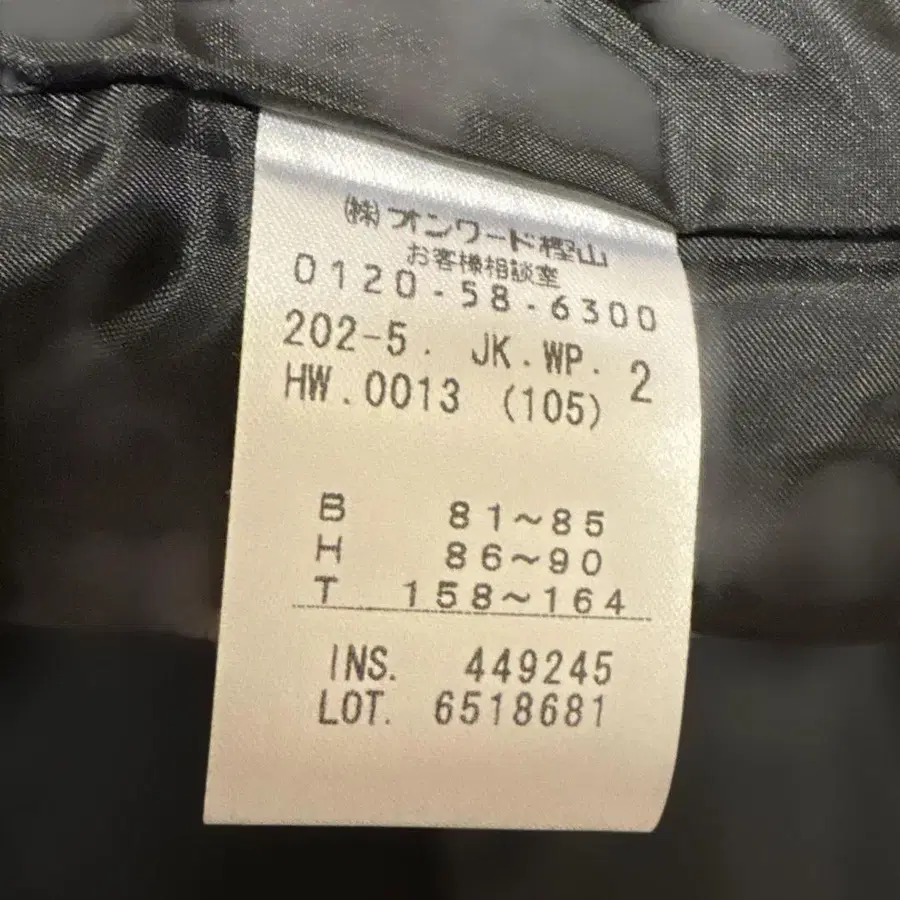 ㈱オンワード樫山
お客様相談室
0120-58-6300
202-5. JK.WP. 2
HW.0013 (105)
B 81~85
H 86~90
T 158~164
INS. 449245
LOT. 6518681